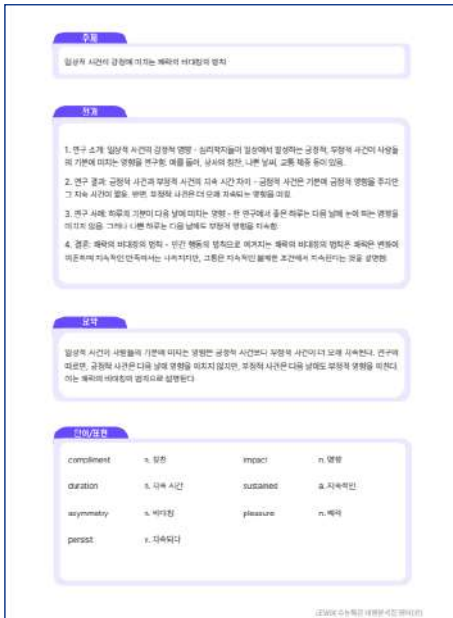 주제
일상적 사건의 감정에 미치는 쾌락의 비대칭의 법칙
전개
1. 연구 소개: 일상적 사건의 감정적 영향 - 심리학자들이 일상에서 발생하는 긍정적, 부정적 사건이 사람들
의 기분에 미치는 영향을 연구함. 예를 들어, 상사의 칭찬, 나쁜 날씨, 교통 체증 등이 있음.
2. 연구 결과: 긍정적 사건과 부정적 사건의 지속 시간 차이 - 긍정적 사건은 기분에 긍정적 영향을 주지만
그 지속 시간이 짧음. 반면, 부정적 사건은 더 오래 지속되는 영향을 미침.
3. 연구 사례: 하루의 기분이 다음 날에 미치는 영향 - 한 연구에서 좋은 하루는 다음 날에 눈에 띄는 영향을
미치지 않음. 그러나 나쁜 하루는 다음 날에도 부정적 영향을 지속함.
4. 결론: 쾌락의 비대칭의 법칙 - 인간 행동의 법칙으로 여겨지는 쾌락의 비대칭의 법칙은 쾌락은 변화에
의존하며 지속적인 만족에서는 사라지지만, 고통은 지속적인 불쾌한 조건에서 지속된다는 것을 설명함.
요약
일상적 사건이 사람들의 기분에 미치는 영향은 긍정적 사건보다 부정적 사건이 더 오래 지속된다. 연구에
따르면, 긍정적 사건은 다음 날에 영향을 미치지 않지만, 부정적 사건은 다음 날에도 부정적 영향을 미친다.
이는 쾌락의 비대칭의 법칙으로 설명된다.
단어/표현
compliment n. 칭찬 impact n. 영향
duration n. 지속 시간 sustained a. 지속적인
asymmetry n. 비대칭 pleasure n. 쾌락
persist v. 지속되다